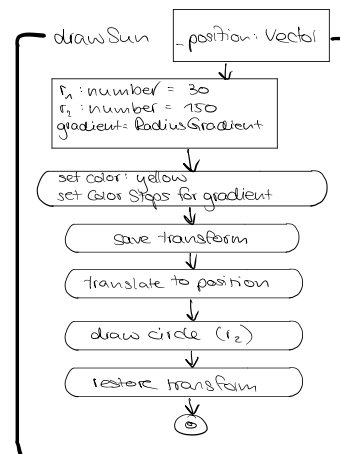 drawSun
_position: Vector
r₁ : number = 30
r₂ : number = 150
gradient= RadiusGradient
set color: yellow
set Color Stops for gradient
save transform
translate to position
draw circle (r₂)
restore transform